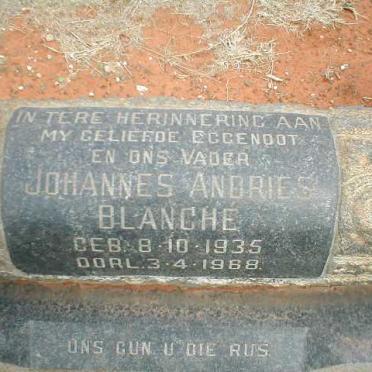 IN TERE HERINNERING AAN
MY GELIEFDE EGGENOOT
EN ONS VADER
JOHANNES ANDRIES
BLANCHE
GEB. 8-10-1935
OORL. 3-4-1968.
ONS GUN U DIE RUS